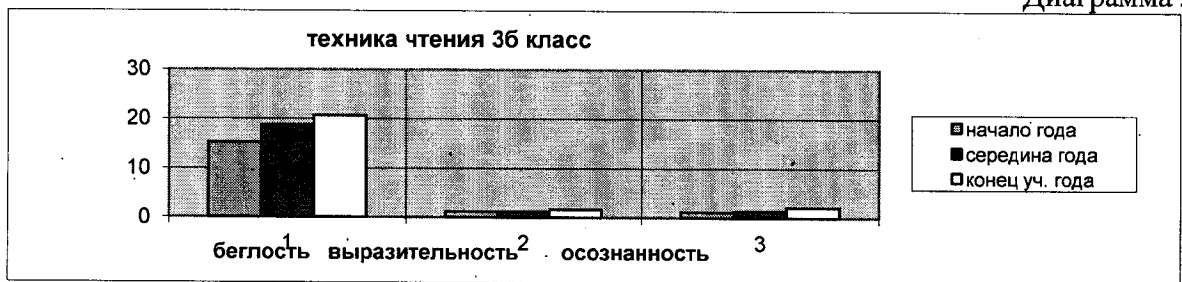 Диаграмма
техника чтения 3б класс
30
20
10
0
1 2 3
беглость выразительность осознанность
начало года
середина года
конец уч. года